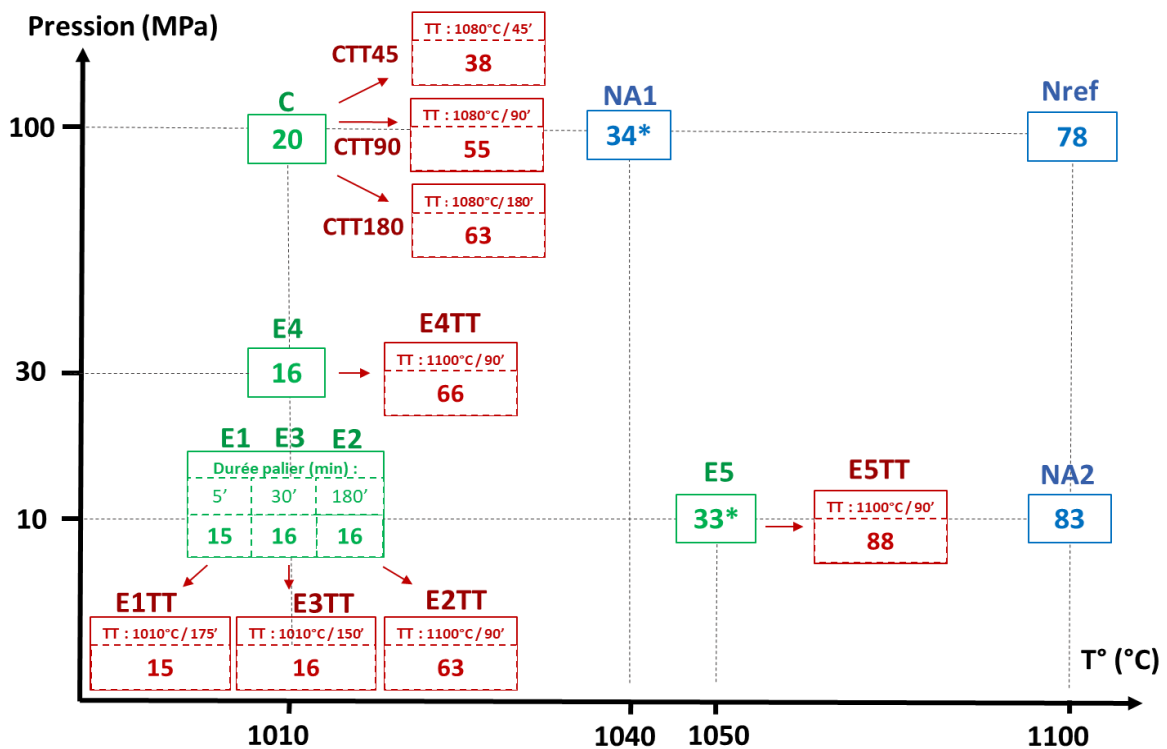 Pression (MPa)
TT : 1080°C / 45’
CTT45
38
C
NA1
Nref
100
20
TT : 1080°C / 90’
34*
78
CTT90
55
TT : 1080°C/ 180’
CTT180
63
E4
E4TT
30
16
TT : 1100°C / 90’
66
E1 E3 E2
Durée palier (min) :
5’ 30’ 180’
15 16 16
E5
E5TT
NA2
10
33*
TT : 1100°C / 90’
83
88
E1TT
E3TT
E2TT
TT : 1010°C / 175’
TT : 1010°C / 150’
TT : 1100°C / 90’
15
16
63
T° (°C)
1010
1040
1050
1100